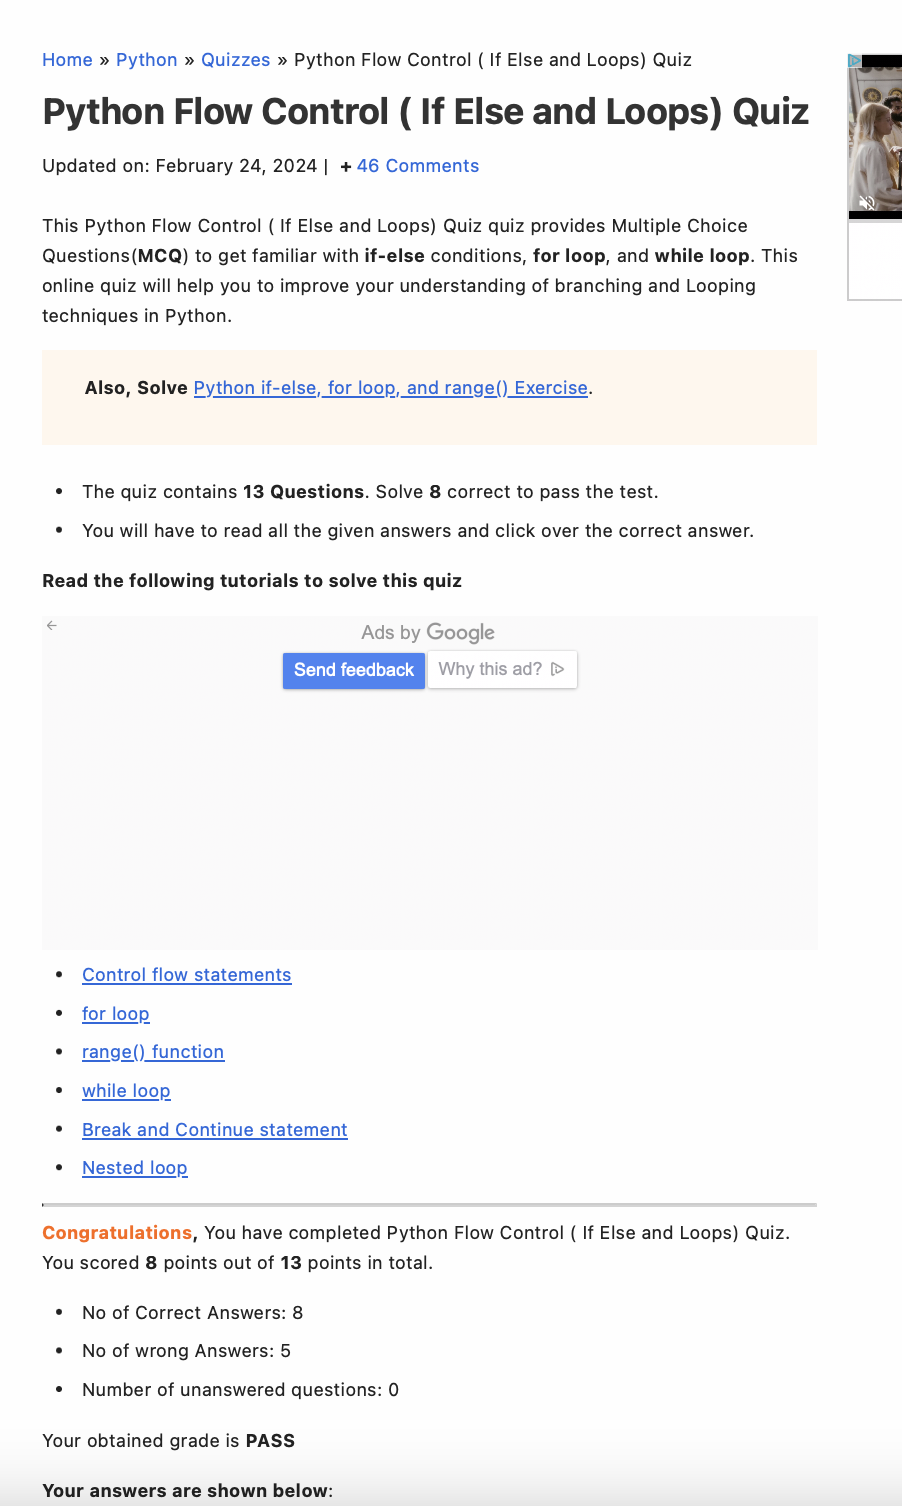 Home » Python » Quizzes » Python Flow Control ( If Else and Loops) Quiz
Python Flow Control ( If Else and Loops) Quiz
Updated on: February 24, 2024 | + 46 Comments
This Python Flow Control ( If Else and Loops) Quiz quiz provides Multiple Choice
Questions(MCQ) to get familiar with if-else conditions, for loop, and while loop. This
online quiz will help you to improve your understanding of branching and Looping
techniques in Python.
Also, Solve Python if-else, for loop, and range() Exercise.
• The quiz contains 13 Questions. Solve 8 correct to pass the test.
• You will have to read all the given answers and click over the correct answer.
Read the following tutorials to solve this quiz
Ads by Google
Send feedback
Why this ad?
• Control flow statements
• for loop
• range() function
• while loop
• Break and Continue statement
• Nested loop
Congratulations, You have completed Python Flow Control ( If Else and Loops) Quiz.
You scored 8 points out of 13 points in total.
• No of Correct Answers: 8
• No of wrong Answers: 5
• Number of unanswered questions: 0
Your obtained grade is PASS
Your answers are shown below: